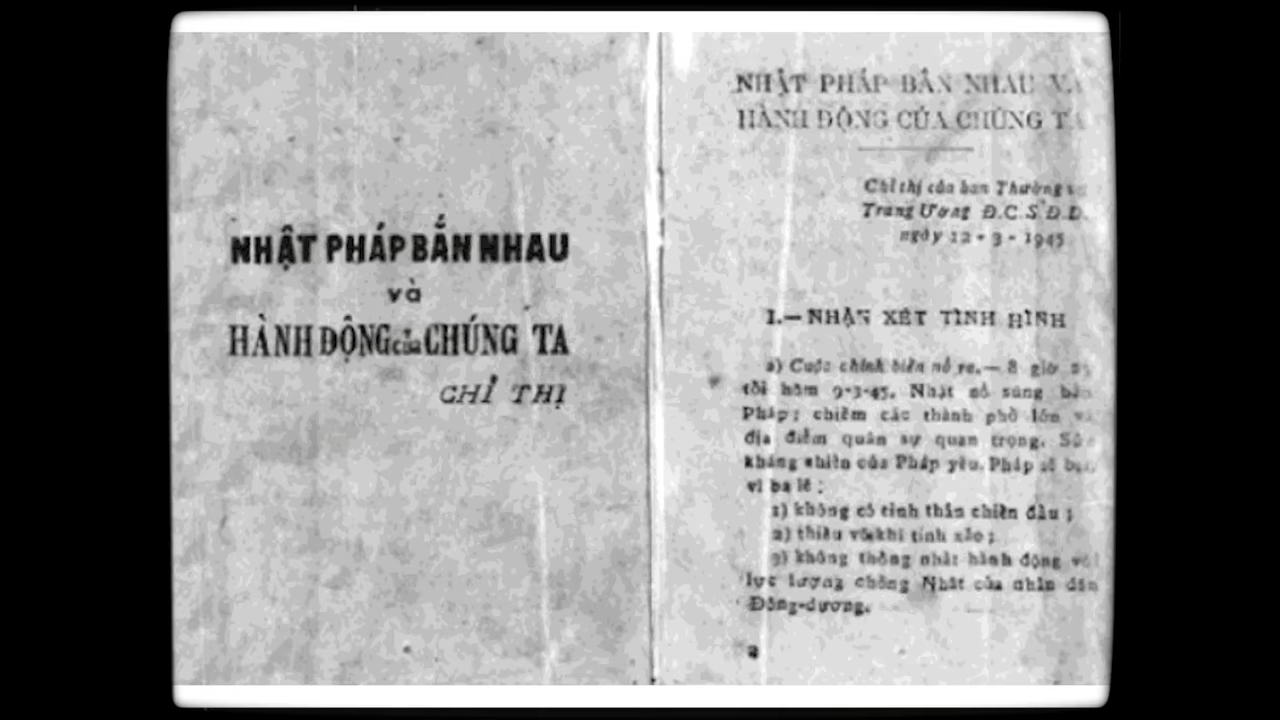 NHẬT PHÁP BẮN NHAU
và
HÀNH ĐỘNG của CHÚNG TA
CHỈ THỊ
NHẬT PHÁP BẮN NHAU
HÀNH ĐỘNG CỦA CHÚNG TA
Chỉ thị của ban Thường
Trung Ương Đ.C.S.Đ.D.
ngày 12-3-1945
I.— NHẬN XÉT TÌNH HÌNH
a) Cuộc chính biến nổ ra.— 8 giờ
tối hôm 9-3-45. Nhật nổ súng bắn
Pháp; chiếm các thành phố lớn
địa điểm quân sự quan trọng. Sức
kháng chiến của Pháp yếu. Pháp sẽ
vì ba lẽ :
1) không có tinh thần chiến đấu ;
2) thiếu võ khí tinh xảo ;
3) không thống nhất hành động
lực lượng chống Nhật của nhân dân
Đông-dương.
2